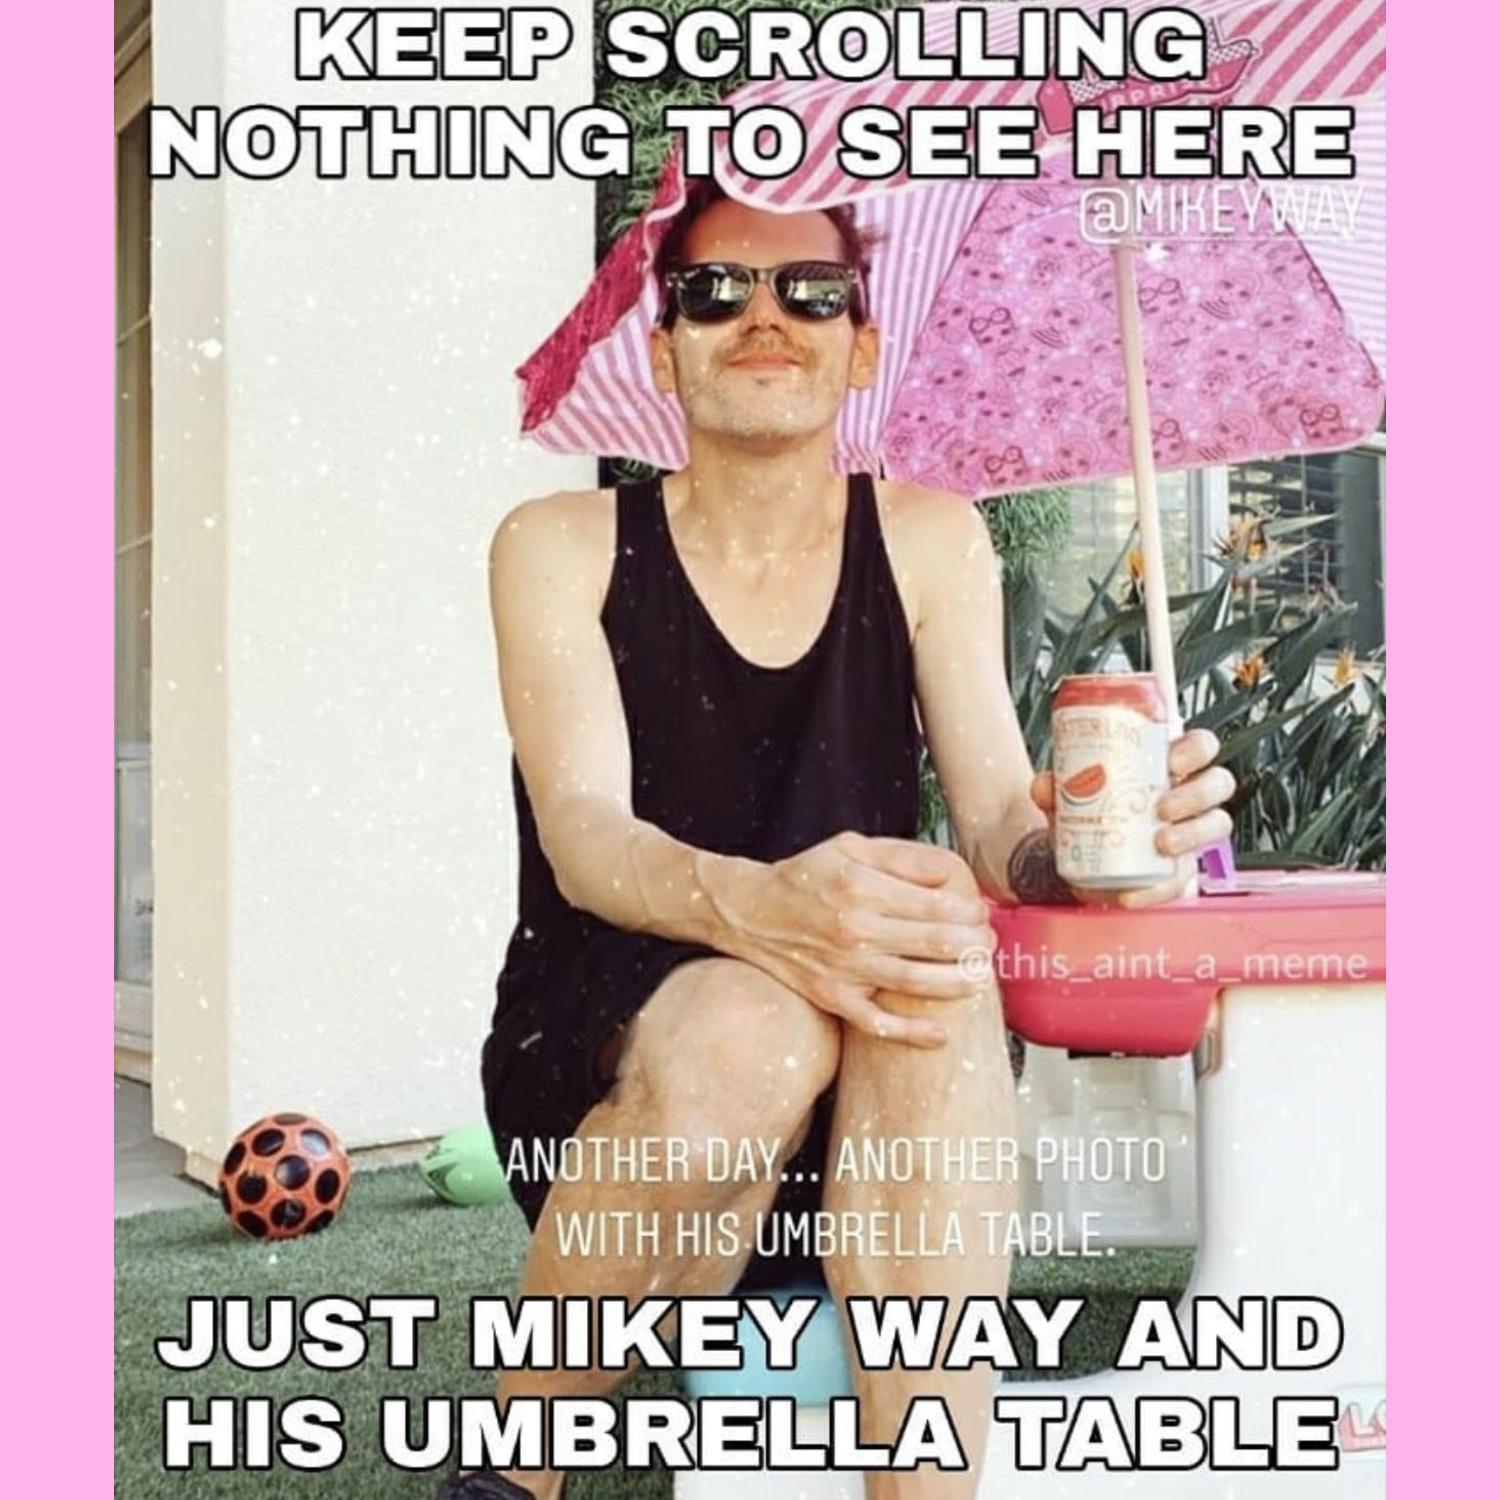 KEEP SCROLLING
NOTHING TO SEE HERE
@MIKEYWAY
@this_aint_a_meme
ANOTHER DAY... ANOTHER PHOTO
WITH HIS UMBRELLA TABLE.
JUST MIKEY WAY AND
HIS UMBRELLA TABLE